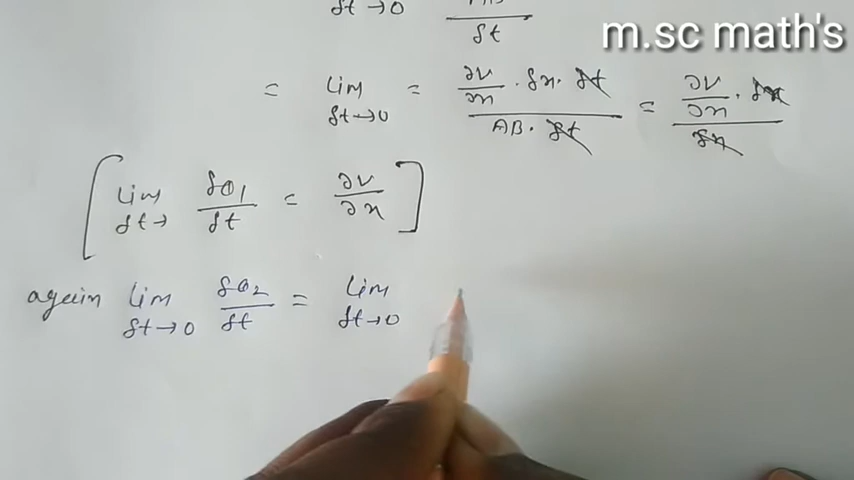 δt→0 δt
m.sc math's
= lim δt→0 = ∂v/∂x · δx · δt / AB · δt = ∂v/∂x · δx / δx
[ lim δt→ δθ₁/δt = ∂v/∂x ]
again lim δt→0 δθ₂/δt = lim δt→0